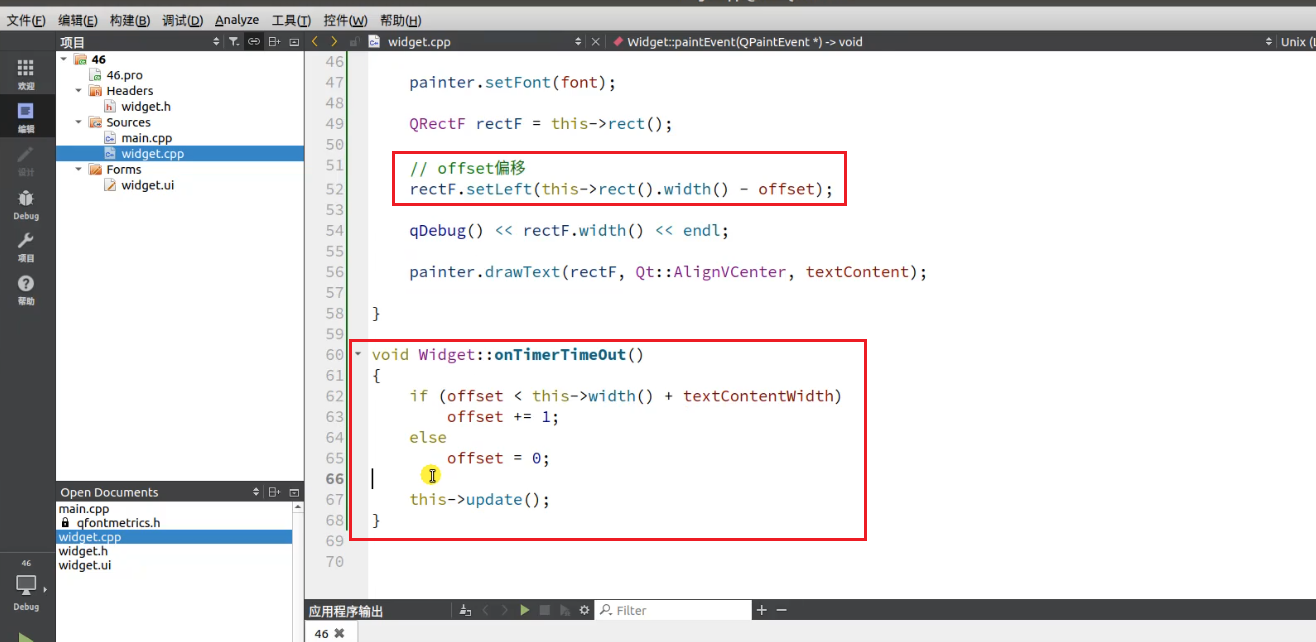 文件(F) 编辑(E) 构建(B) 调试(D) Analyze 工具(T) 控件(W) 帮助(H)
项目
widget.cpp
Widget::paintEvent(QPaintEvent *) -> void
Unix (
欢迎
编辑
设计
Debug
项目
帮助
46
46.pro
Headers
widget.h
Sources
main.cpp
widget.cpp
Forms
widget.ui
Open Documents
main.cpp
qfontmetrics.h
widget.cpp
widget.h
widget.ui
46
Debug
46
47 painter.setFont(font);
48
49 QRectF rectF = this->rect();
50
51 // offset偏移
52 rectF.setLeft(this->rect().width() - offset);
53
54 qDebug() << rectF.width() << endl;
55
56 painter.drawText(rectF, Qt::AlignVCenter, textContent);
57
58 }
59
60 void Widget::onTimerTimeOut()
61 {
62 if (offset < this->width() + textContentWidth)
63 offset += 1;
64 else
65 offset = 0;
66
67 this->update();
68 }
69
70
应用程序输出
Filter
46